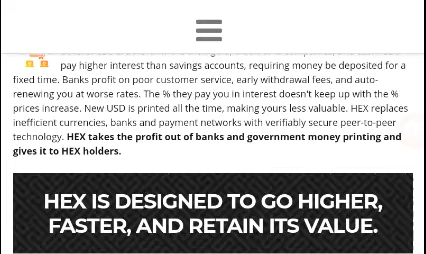 pay higher interest than savings accounts, requiring money be deposited for a
fixed time. Banks profit on poor customer service, early withdrawal fees, and auto-
renewing you at worse rates. The % they pay you in interest doesn't keep up with the %
prices increase. New USD is printed all the time, making yours less valuable. HEX replaces
inefficient currencies, banks and payment networks with verifiably secure peer-to-peer
technology. HEX takes the profit out of banks and government money printing and
gives it to HEX holders.
HEX IS DESIGNED TO GO HIGHER,
FASTER, AND RETAIN ITS VALUE.